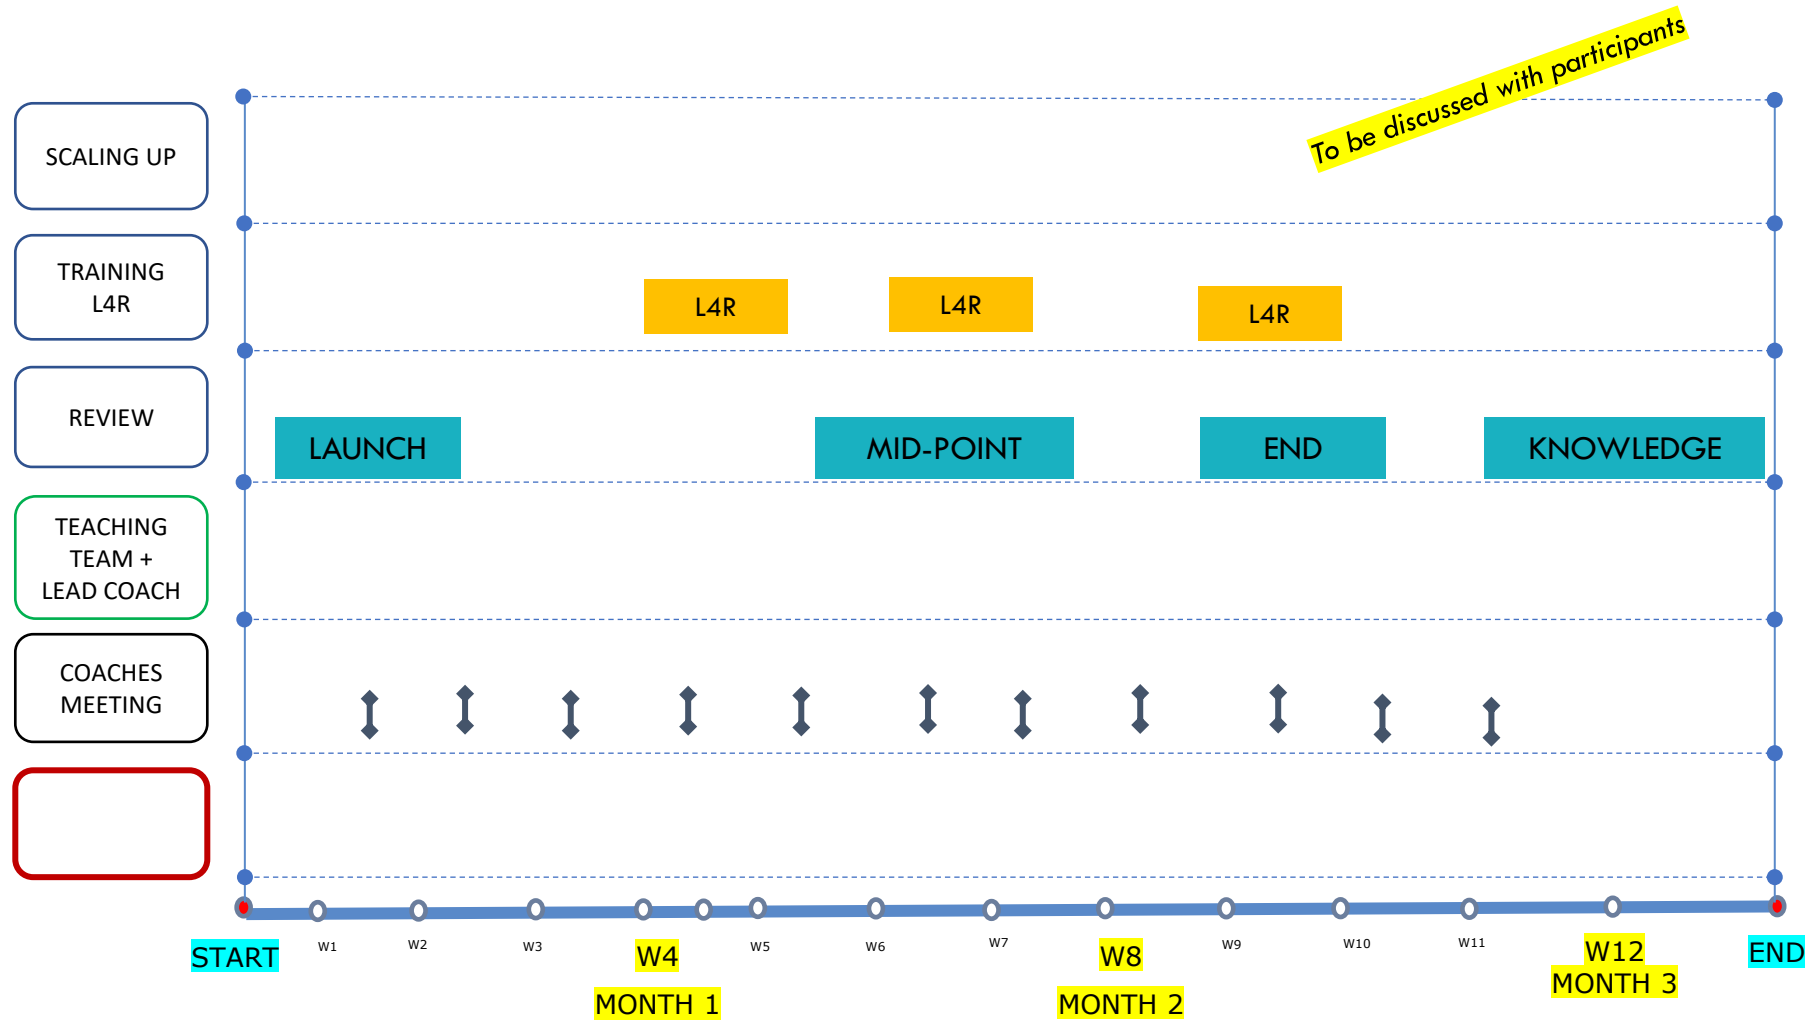 To be discussed with participants
SCALING UP
TRAINING
L4R
L4R
L4R
L4R
REVIEW
LAUNCH
MID-POINT
END
KNOWLEDGE
TEACHING
TEAM +
LEAD COACH
COACHES
MEETING
START
W1
W2
W3
W4
W5
W6
W7
W8
W9
W10
W11
W12
END
MONTH 1
MONTH 2
MONTH 3